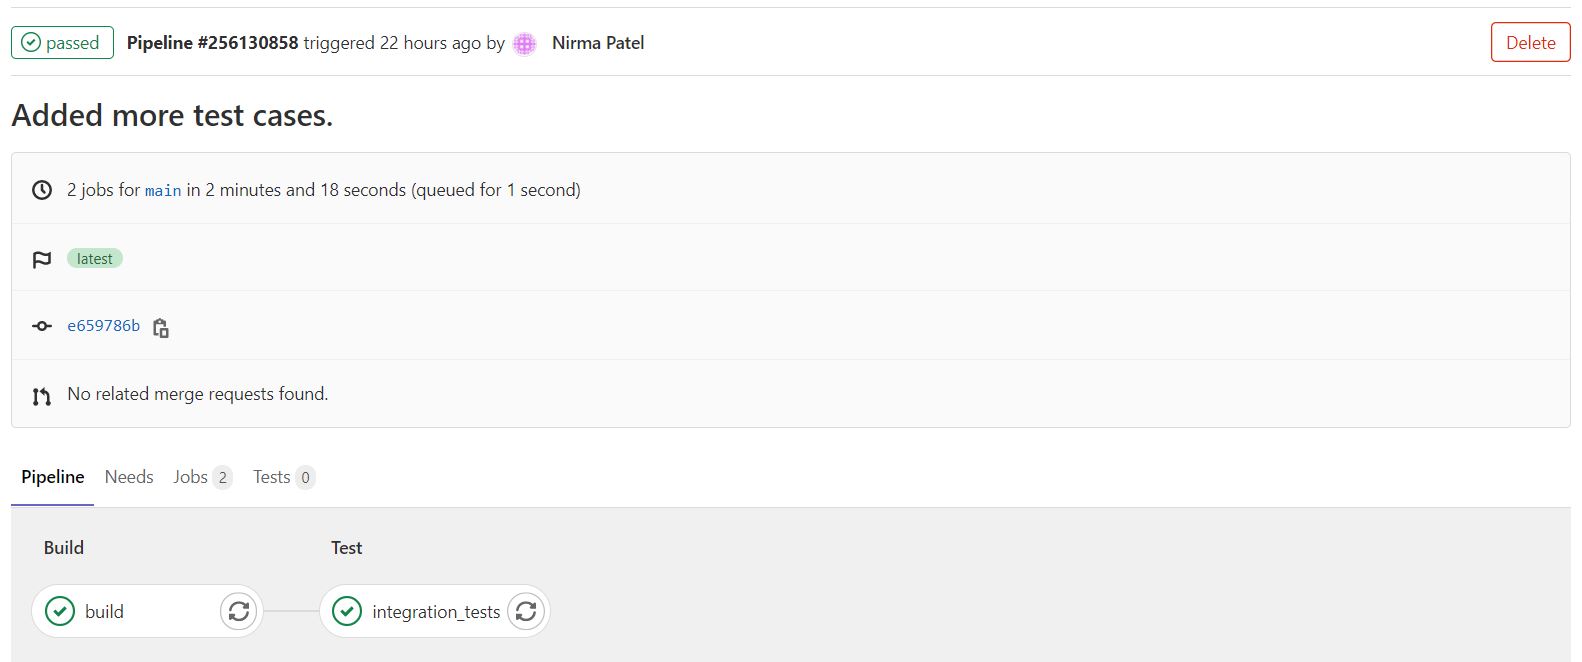 passed Pipeline #256130858 triggered 22 hours ago by Nirma Patel Delete
Added more test cases.
2 jobs for main in 2 minutes and 18 seconds (queued for 1 second)
latest
e659786b
No related merge requests found.
Pipeline Needs Jobs 2 Tests 0
Build Test
build integration_tests